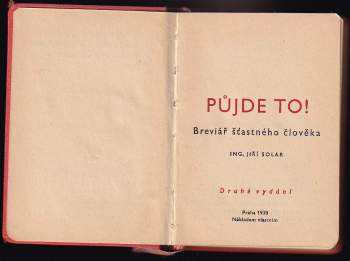 PŮJDE TO!
Breviář šťastného člověka
ING. JIŘÍ SOLAR
Druhé vydání
Praha 1938
Nákladem vlastním